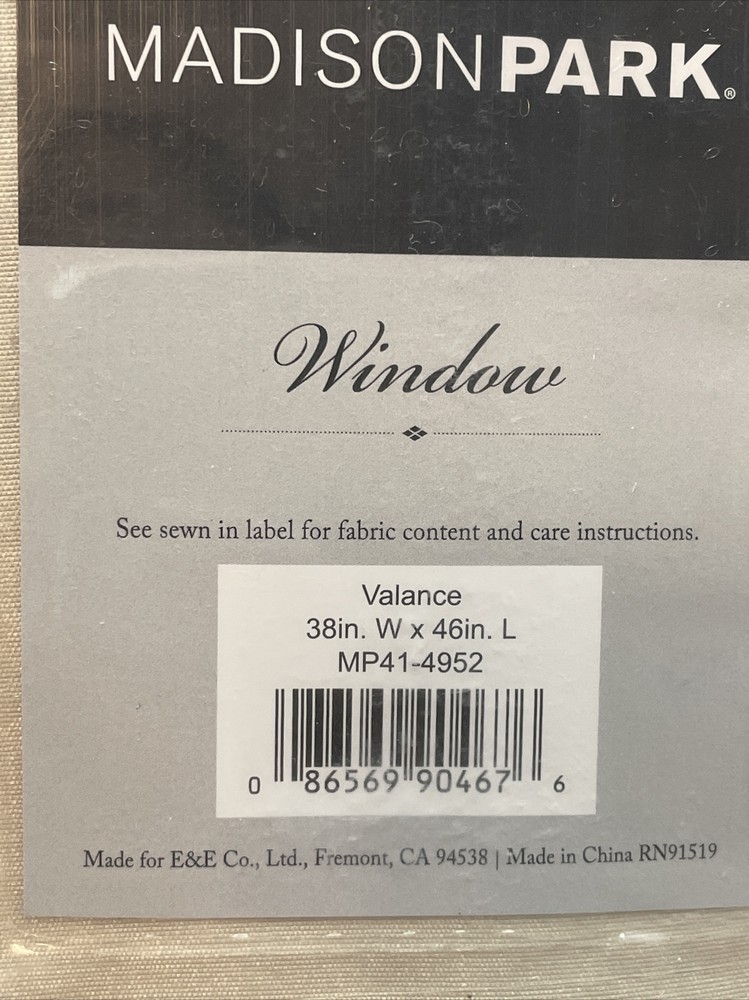 MADISONPARK®
Window
See sewn in label for fabric content and care instructions.
Valance
38in. W x 46in. L
MP41-4952
0 86569 90467 6
Made for E&E Co., Ltd., Fremont, CA 94538 | Made in China RN91519